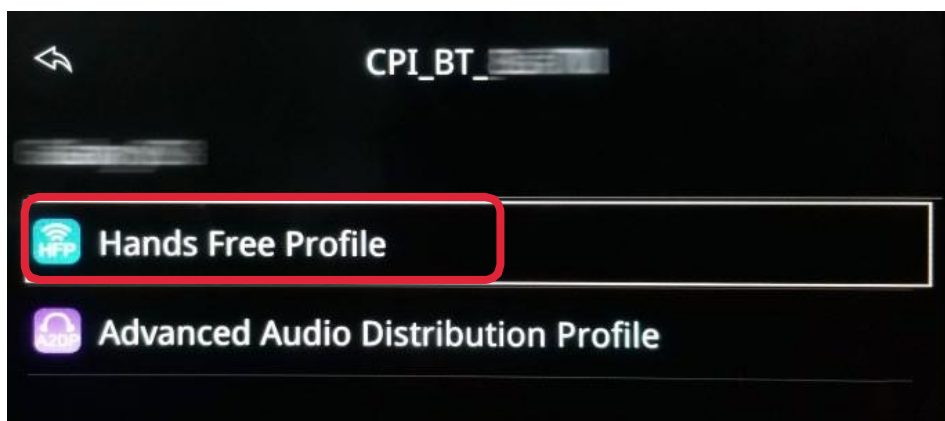 CPI_BT_
HFP
Hands Free Profile
A2DP
Advanced Audio Distribution Profile